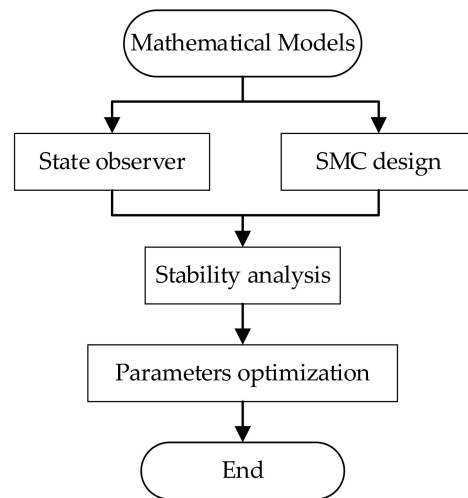 Mathematical Models
State observer
SMC design
Stability analysis
Parameters optimization
End